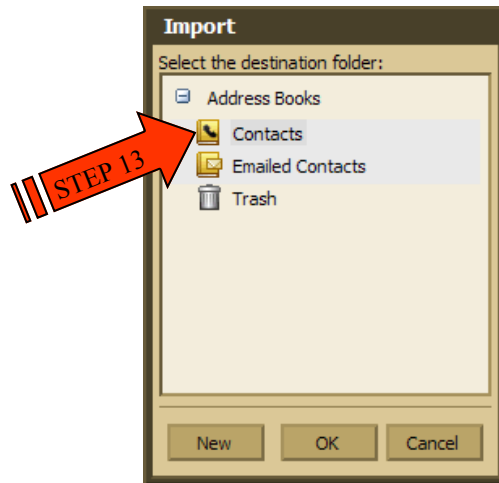 Import
Select the destination folder:
Address Books
Contacts
STEP 13
Emailed Contacts
Trash
New OK Cancel